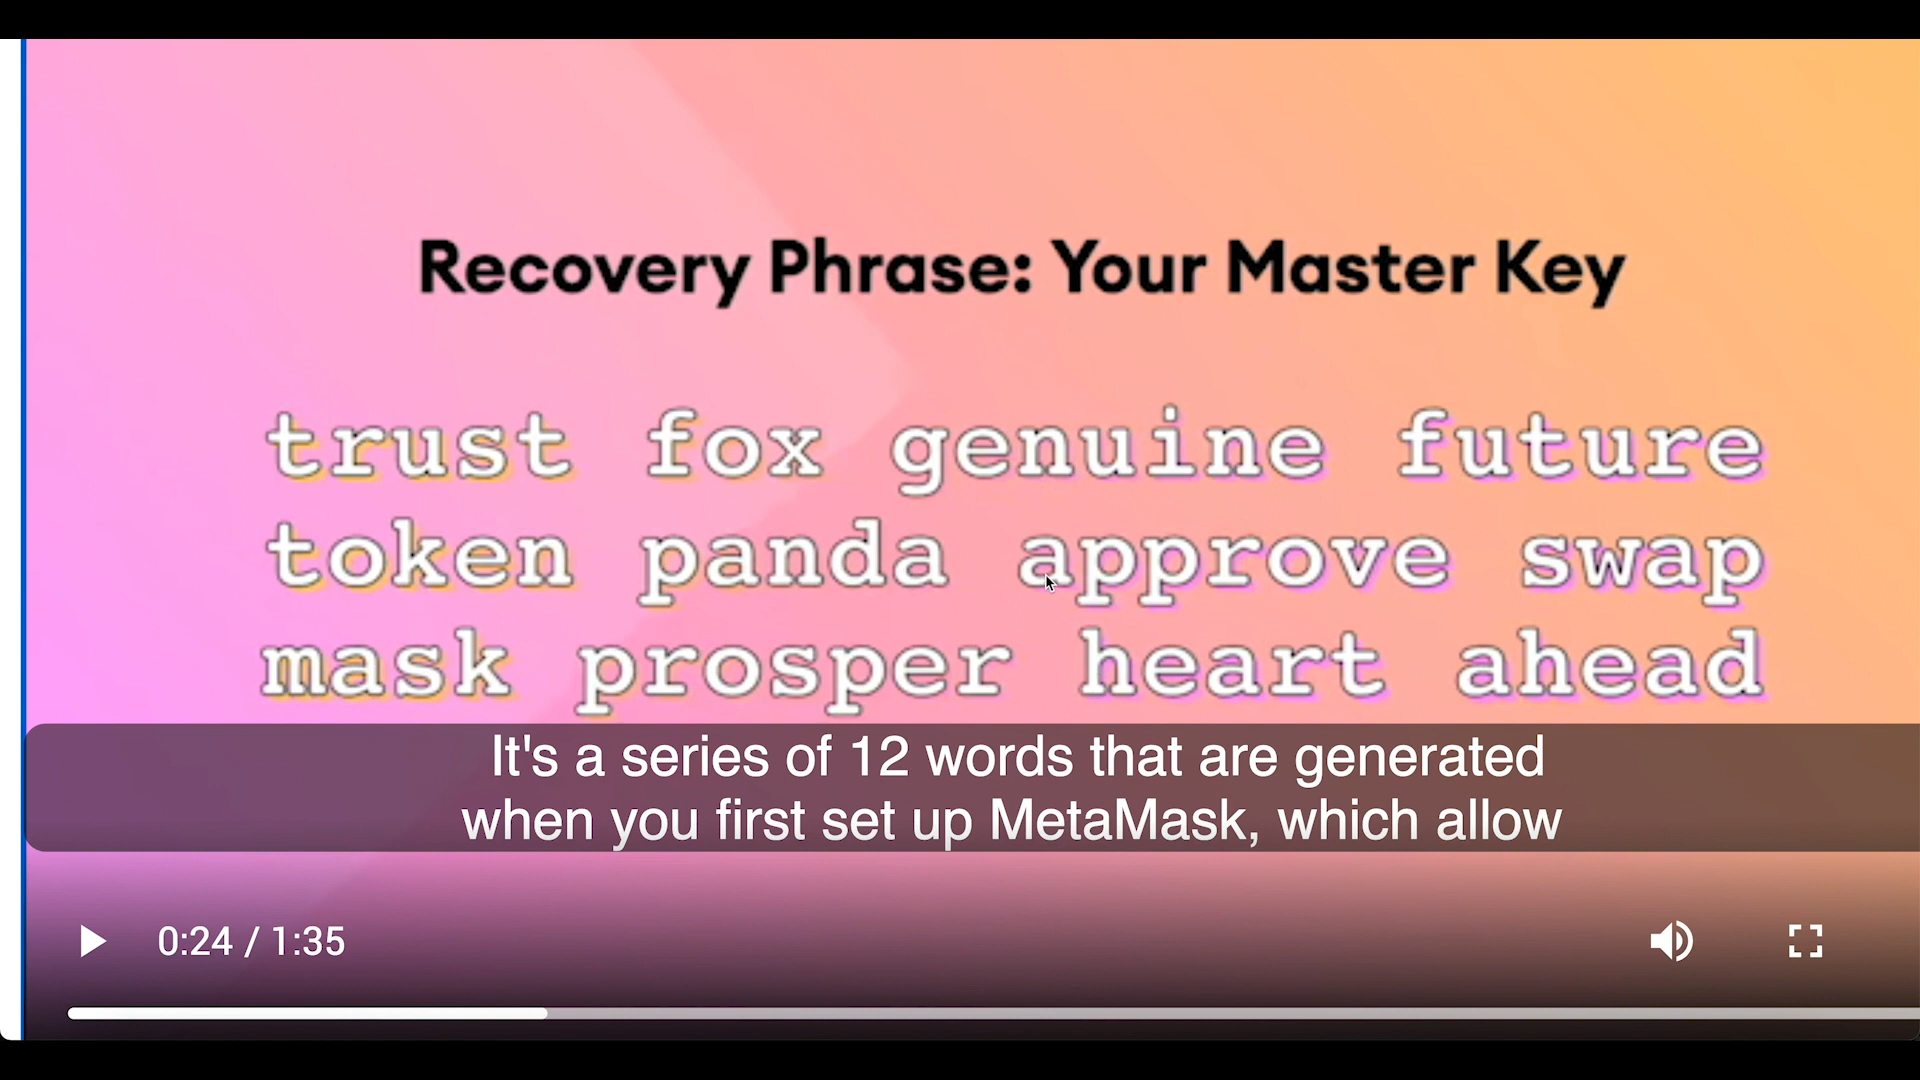 Recovery Phrase: Your Master Key
trust fox genuine future
token panda approve swap
mask prosper heart ahead
It's a series of 12 words that are generated
when you first set up MetaMask, which allow
0:24 / 1:35